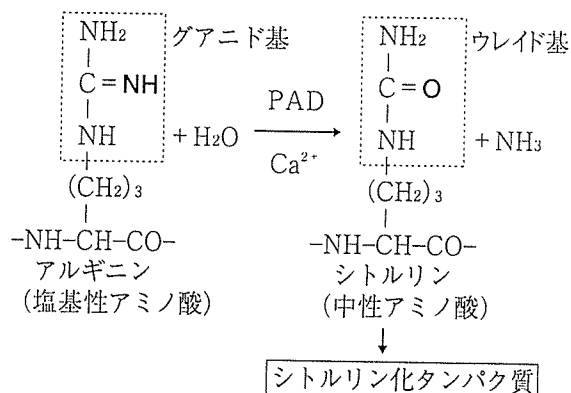 NH₂ グアニド基 NH₂ ウレイド基
C=NH PAD C=O
NH +H₂O Ca²⁺ NH +NH₃
(CH₂)₃ (CH₂)₃
-NH-CH-CO- -NH-CH-CO-
アルギニン シトルリン
(塩基性アミノ酸) (中性アミノ酸)
シトルリン化タンパク質